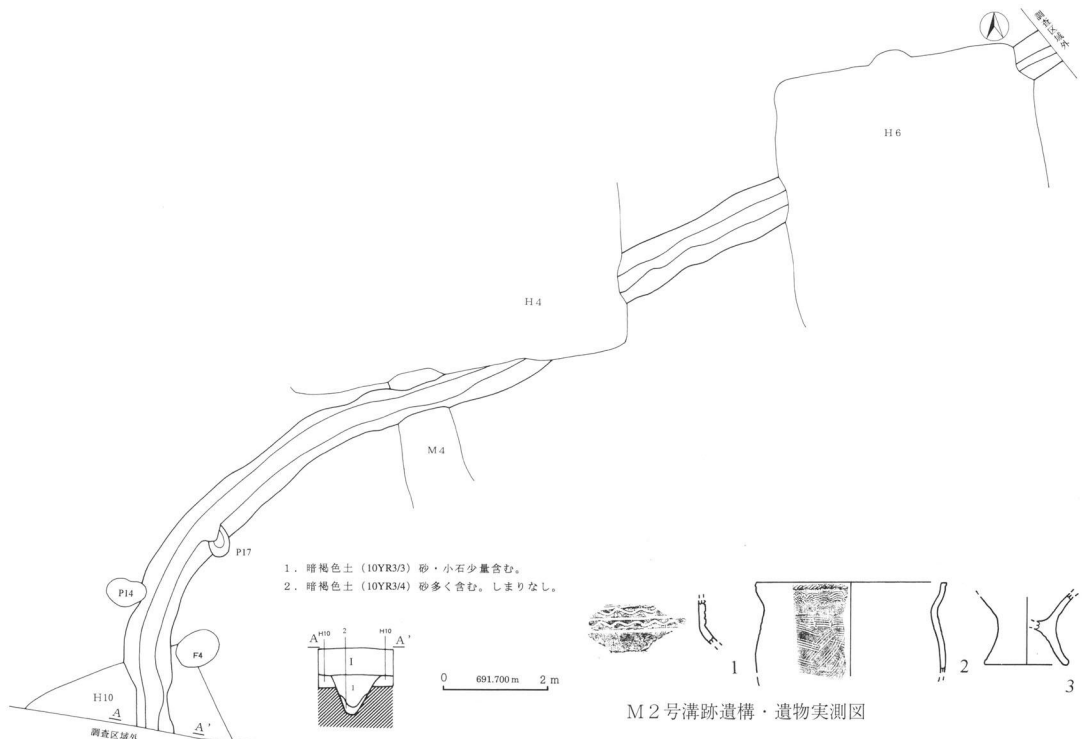 調査区域外
H6
H4
M4
P17
P14
F4
H10
A
A'
調査区域外
1．暗褐色土（10YR3/3）砂・小石少量含む。
2．暗褐色土（10YR3/4）砂多く含む。しまりなし。
A H10 2 H10 A'
I
1
0 691.700m 2m
1
2
3
M2号溝跡遺構・遺物実測図